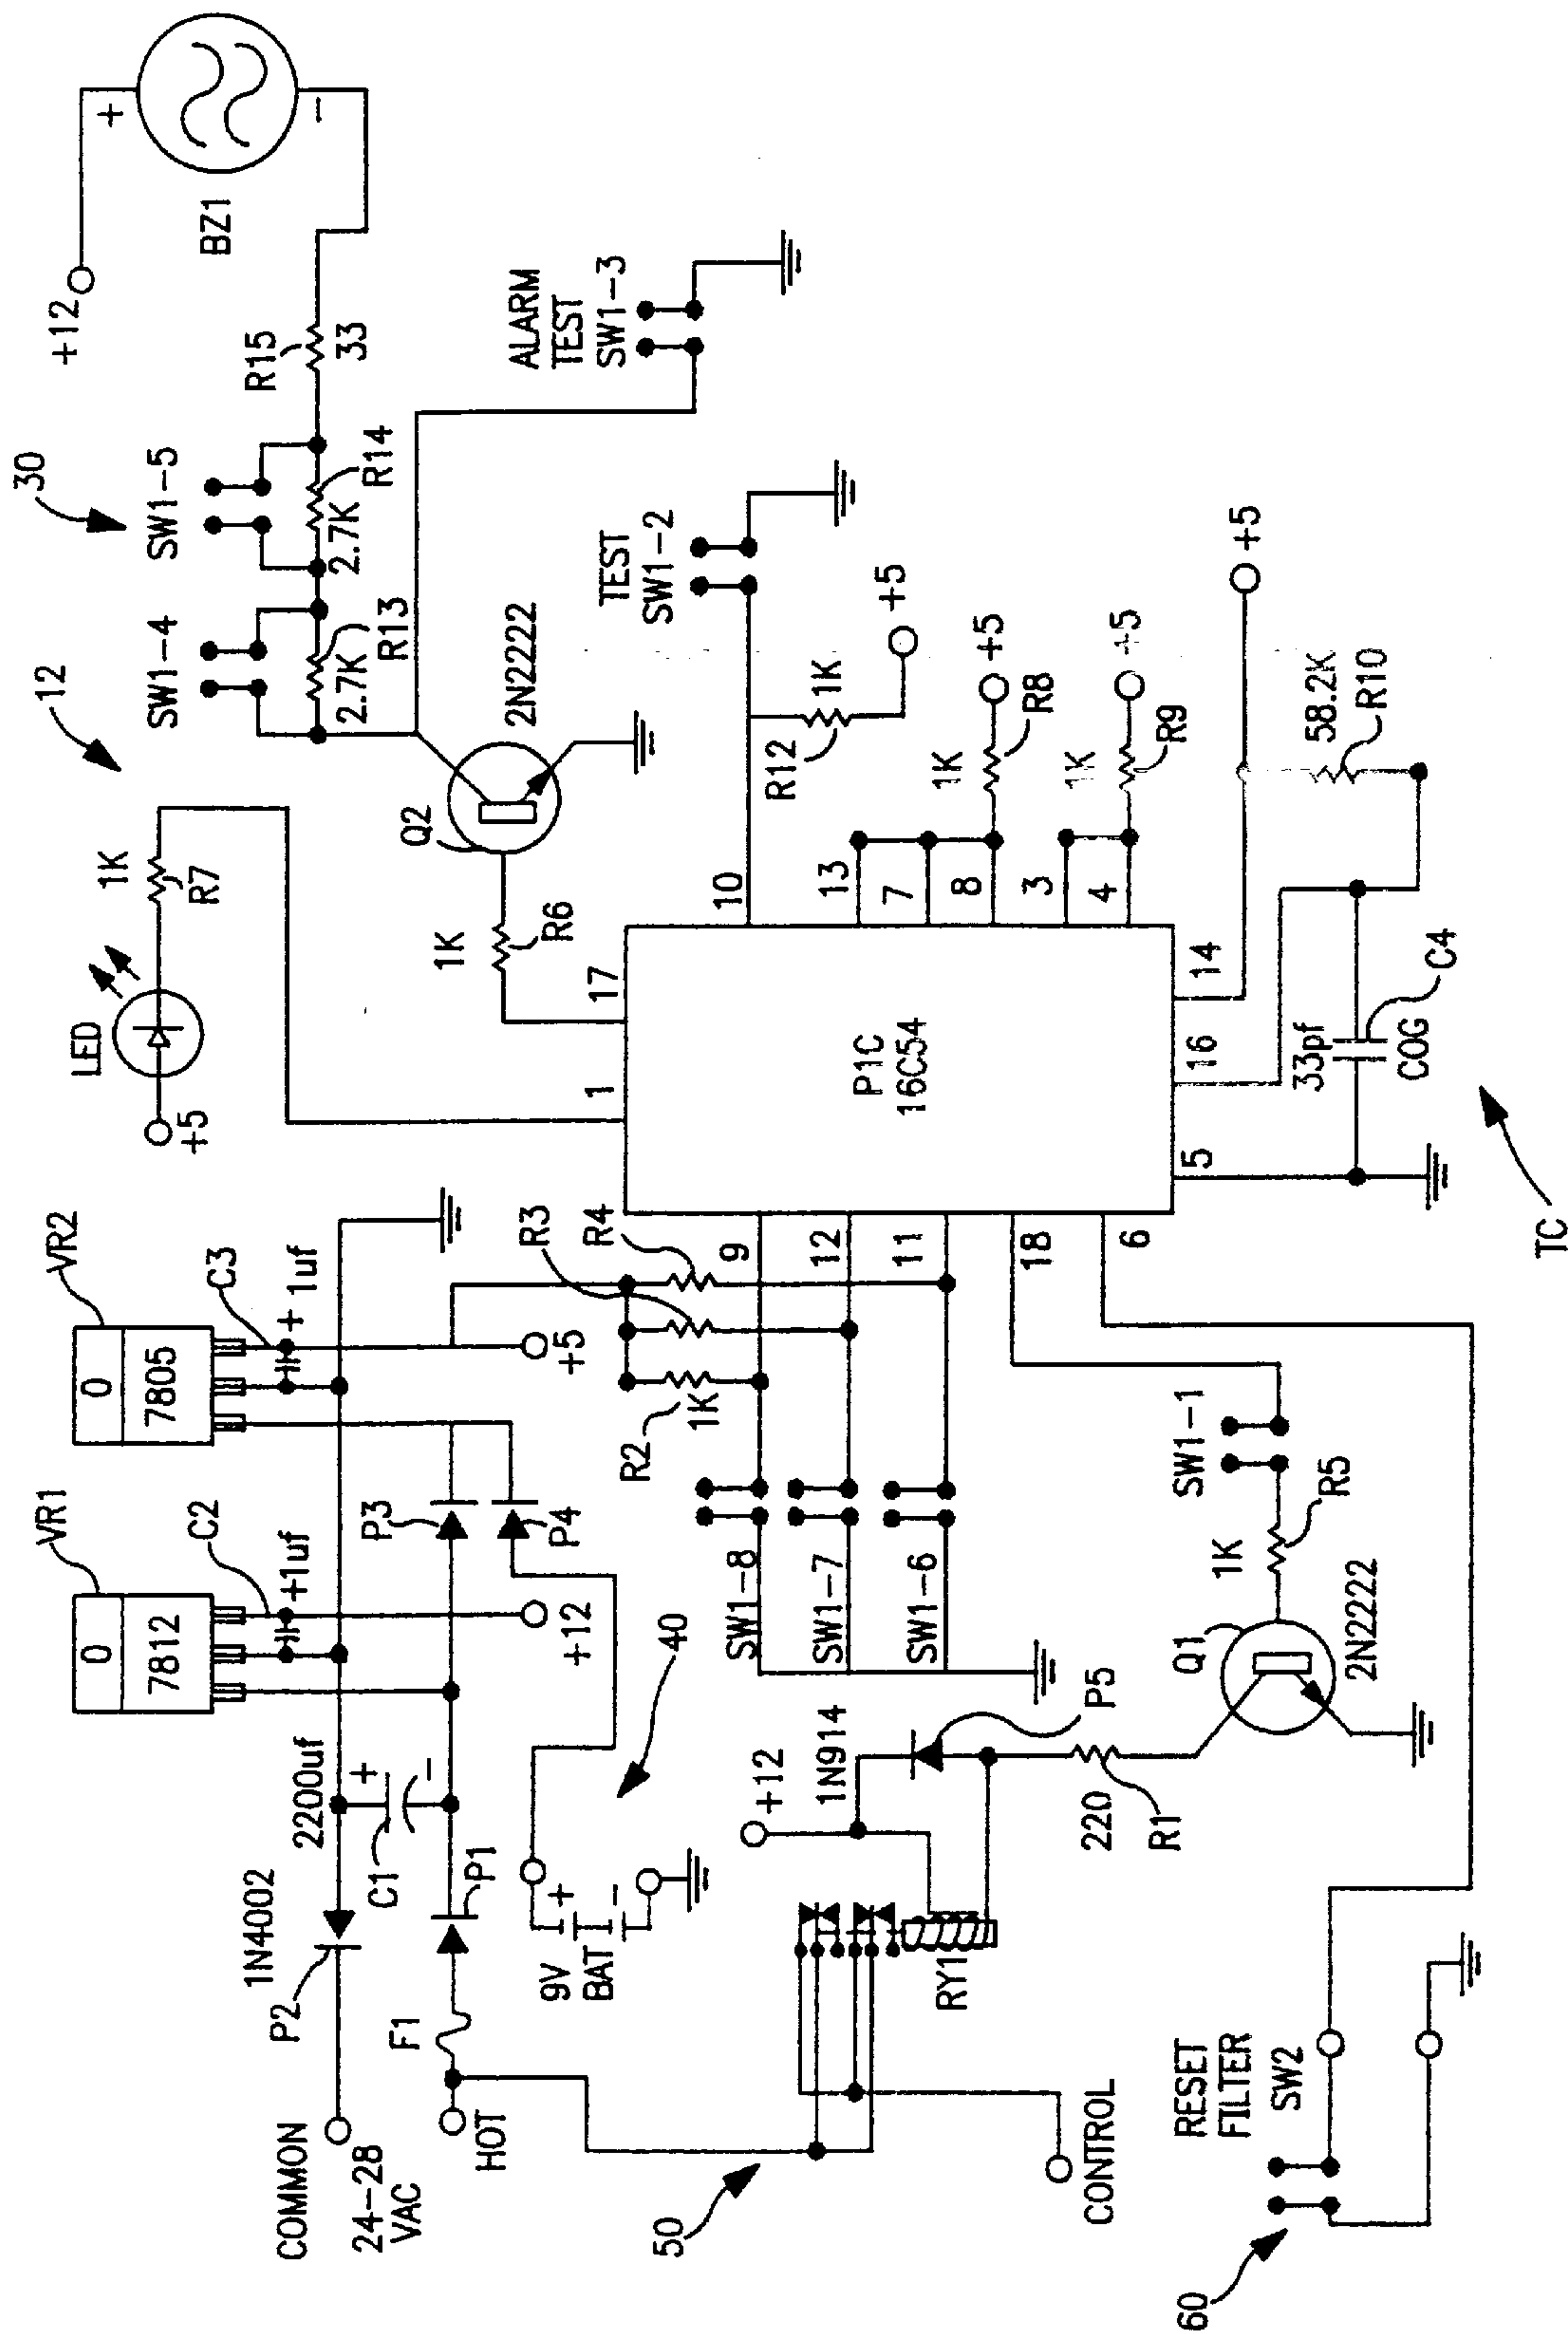 COMMON
24-28
VAC
P2
1N4002
HOT
F1
P1
C1
2200uf
+
-
VR1
0
7812
C2
+1uf
+12
VR2
0
7805
C3
+ 1uf
+5
P3
P4
9V
BAT
+
-
40
LED
+5
1K
R7
12
30
SW1-4
2.7K
R13
SW1-5
2.7K
R14
R15
33
+12
+
-
BZ1
Q2
2N2222
1K
R6
ALARM
TEST
SW1-3
TEST
SW1-2
R12
1K
+5
1K
R8
+5
1K
R9
+5
+5
58.2K
R10
P1C
16C54
1
17
10
13
7
8
3
4
14
16
5
9
12
11
18
6
33pf
COG
C4
TC
R2
1K
R3
R4
SW1-8
SW1-7
SW1-6
50
CONTROL
RY1
+12
1N914
P5
220
R1
Q1
2N2222
1K
R5
SW1-1
RESET
FILTER
SW2
60